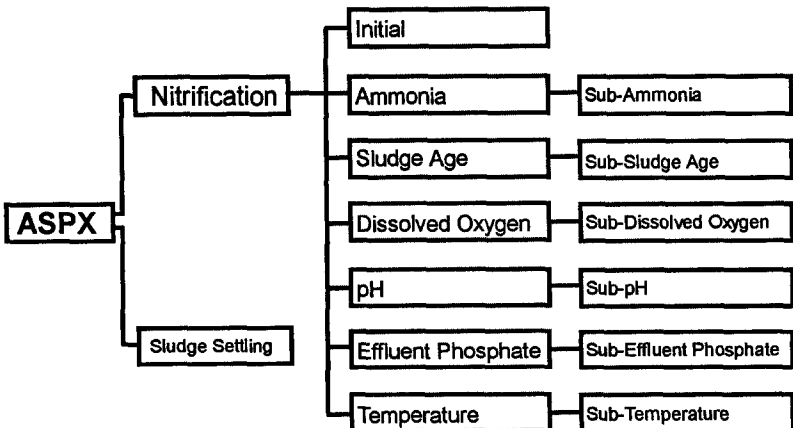 Initial
Nitrification
Ammonia
Sub-Ammonia
Sludge Age
Sub-Sludge Age
ASPX
Dissolved Oxygen
Sub-Dissolved Oxygen
pH
Sub-pH
Sludge Settling
Effluent Phosphate
Sub-Effluent Phosphate
Temperature
Sub-Temperature